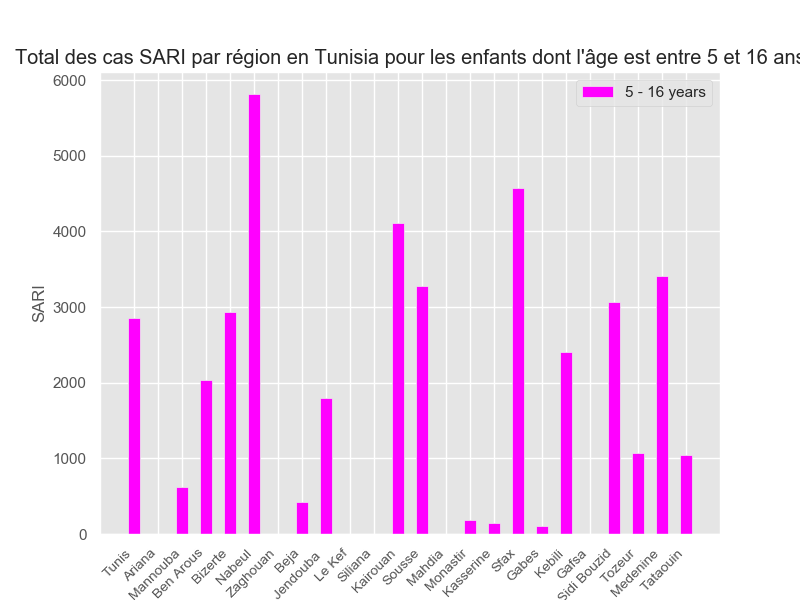 Total des cas SARI par région en Tunisia pour les enfants dont l'âge est entre 5 et 16 ans
5 - 16 years
6000
5000
4000
3000
2000
1000
0
SARI
Tunis
Ariana
Mannouba
Ben Arous
Bizerte
Nabeul
Zaghouan
Beja
Jendouba
Le Kef
Siliana
Kairouan
Sousse
Mahdia
Monastir
Kasserine
Sfax
Gabes
Kebili
Gafsa
Sidi Bouzid
Tozeur
Medenine
Tataouin